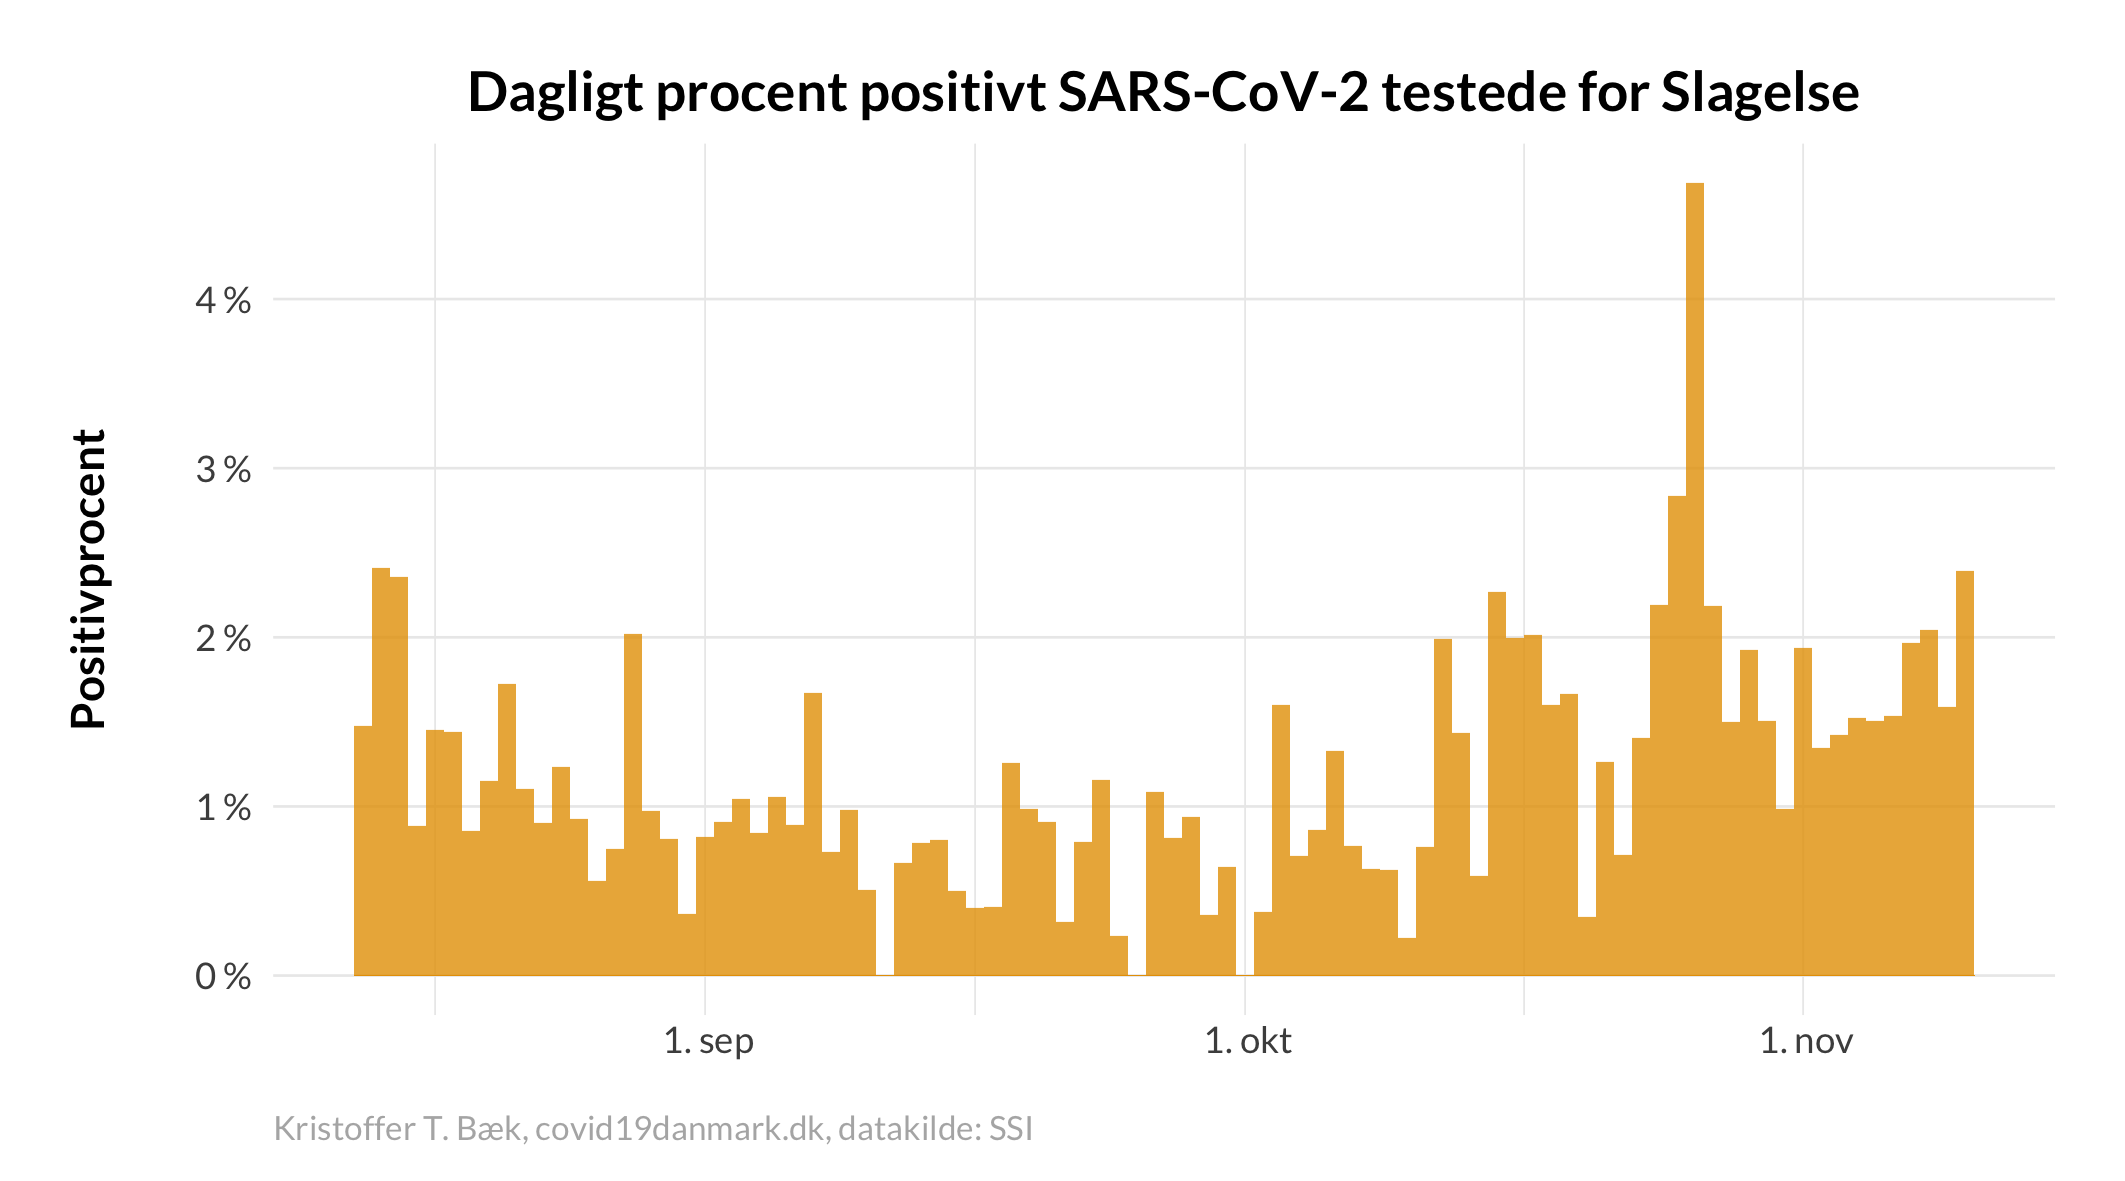 Dagligt procent positivt SARS-CoV-2 testede for Slagelse
Positivprocent
4 %
3 %
2 %
1 %
0 %
1. sep
1. okt
1. nov
Kristoffer T. Bæk, covid19danmark.dk, datakilde: SSI